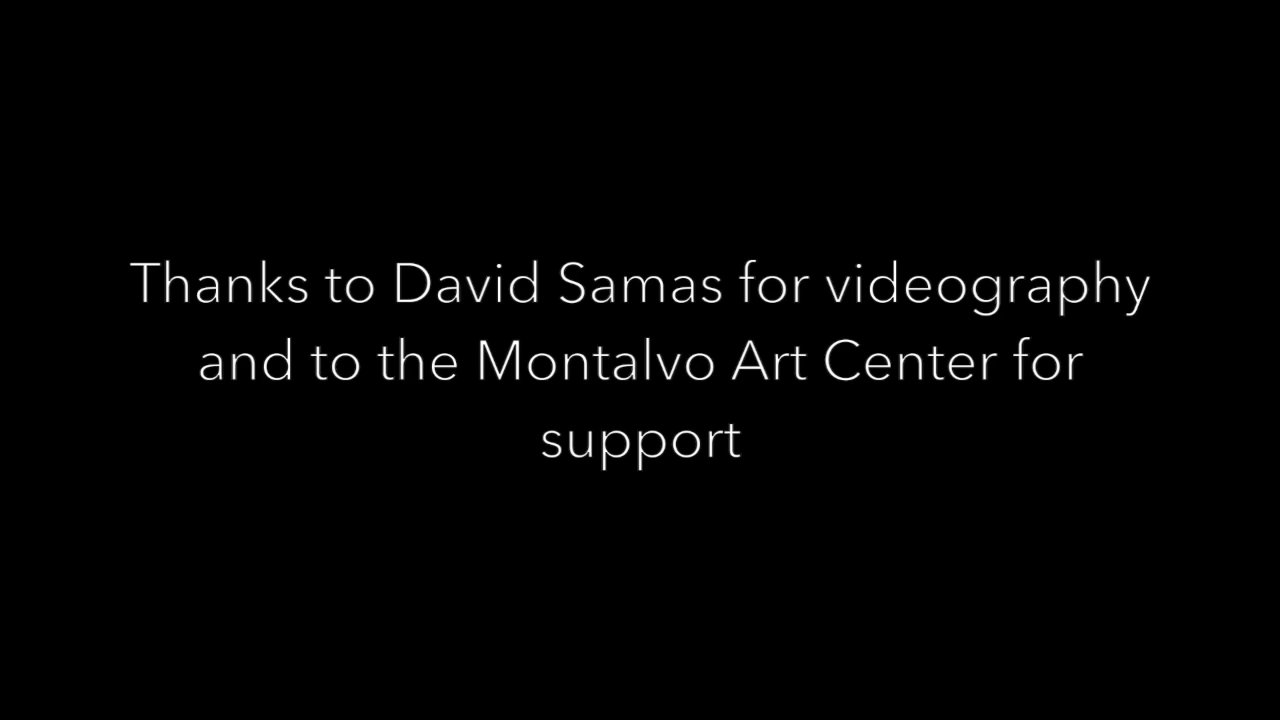 Thanks to David Samas for videography
and to the Montalvo Art Center for
support